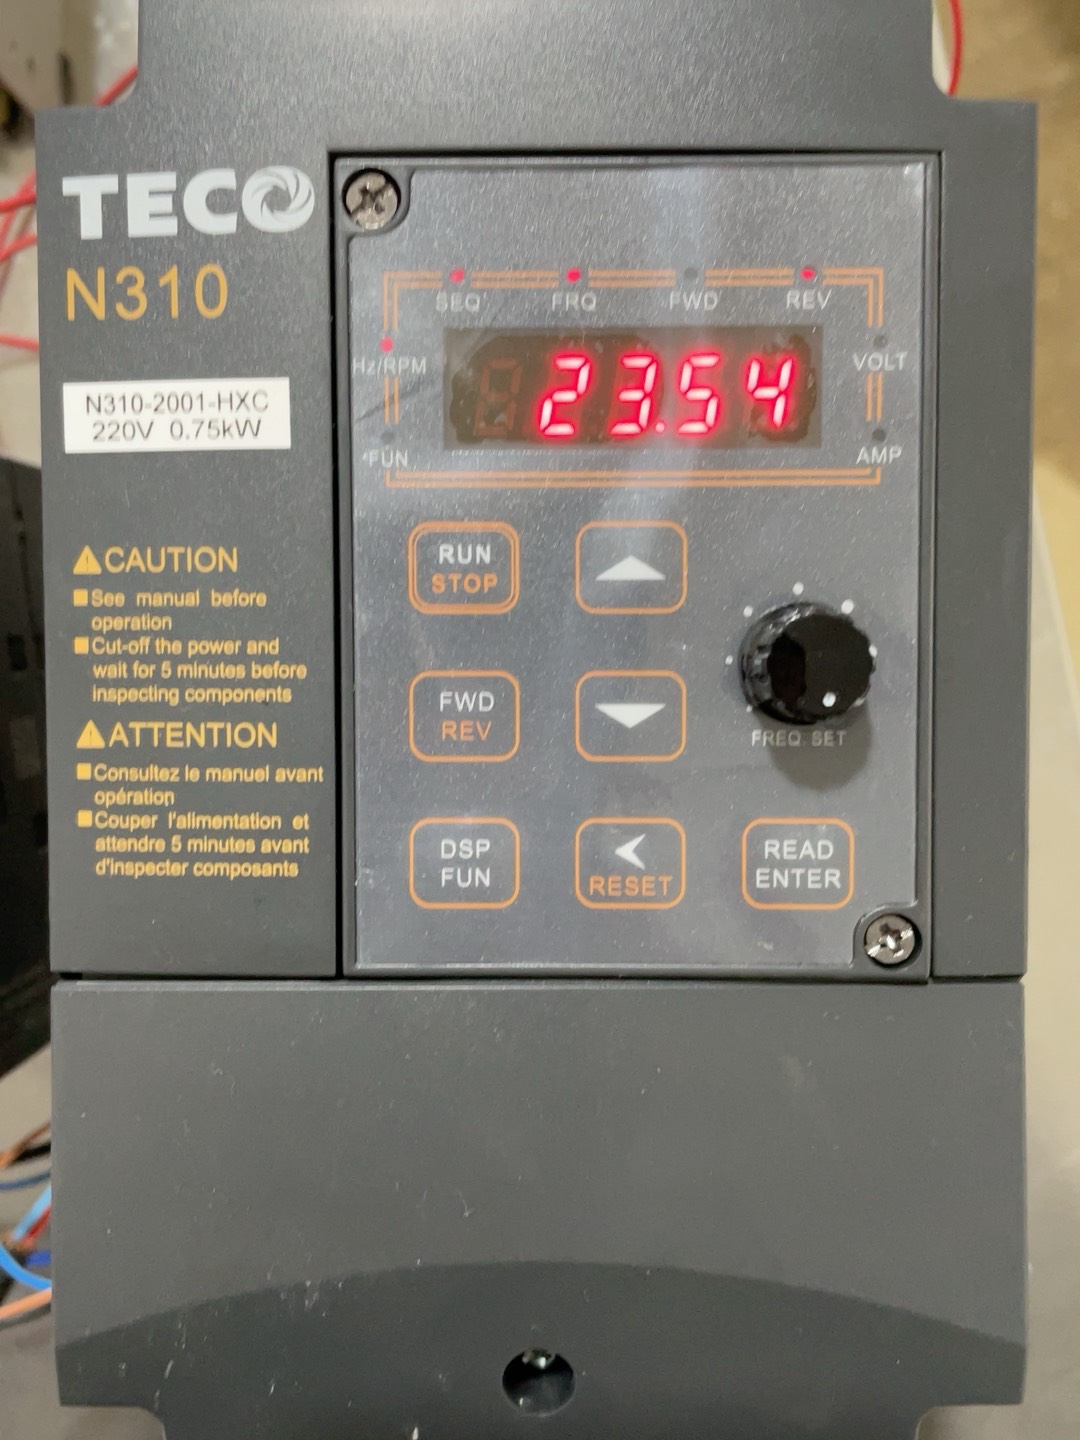 TECO
N310
N310-2001-HXC
220V 0.75kW
⚠CAUTION
■See manual before
operation
■Cut-off the power and
wait for 5 minutes before
inspecting components
⚠ATTENTION
■Consultez le manuel avant
opération
■Couper l'alimentation et
attendre 5 minutes avant
d'inspecter composants
SEQ FRQ FWD REV
Hz/RPM
VOLT
23.54
FUN
AMP
RUN
STOP
FWD
REV
FREQ. SET
DSP
FUN
<
RESET
READ
ENTER